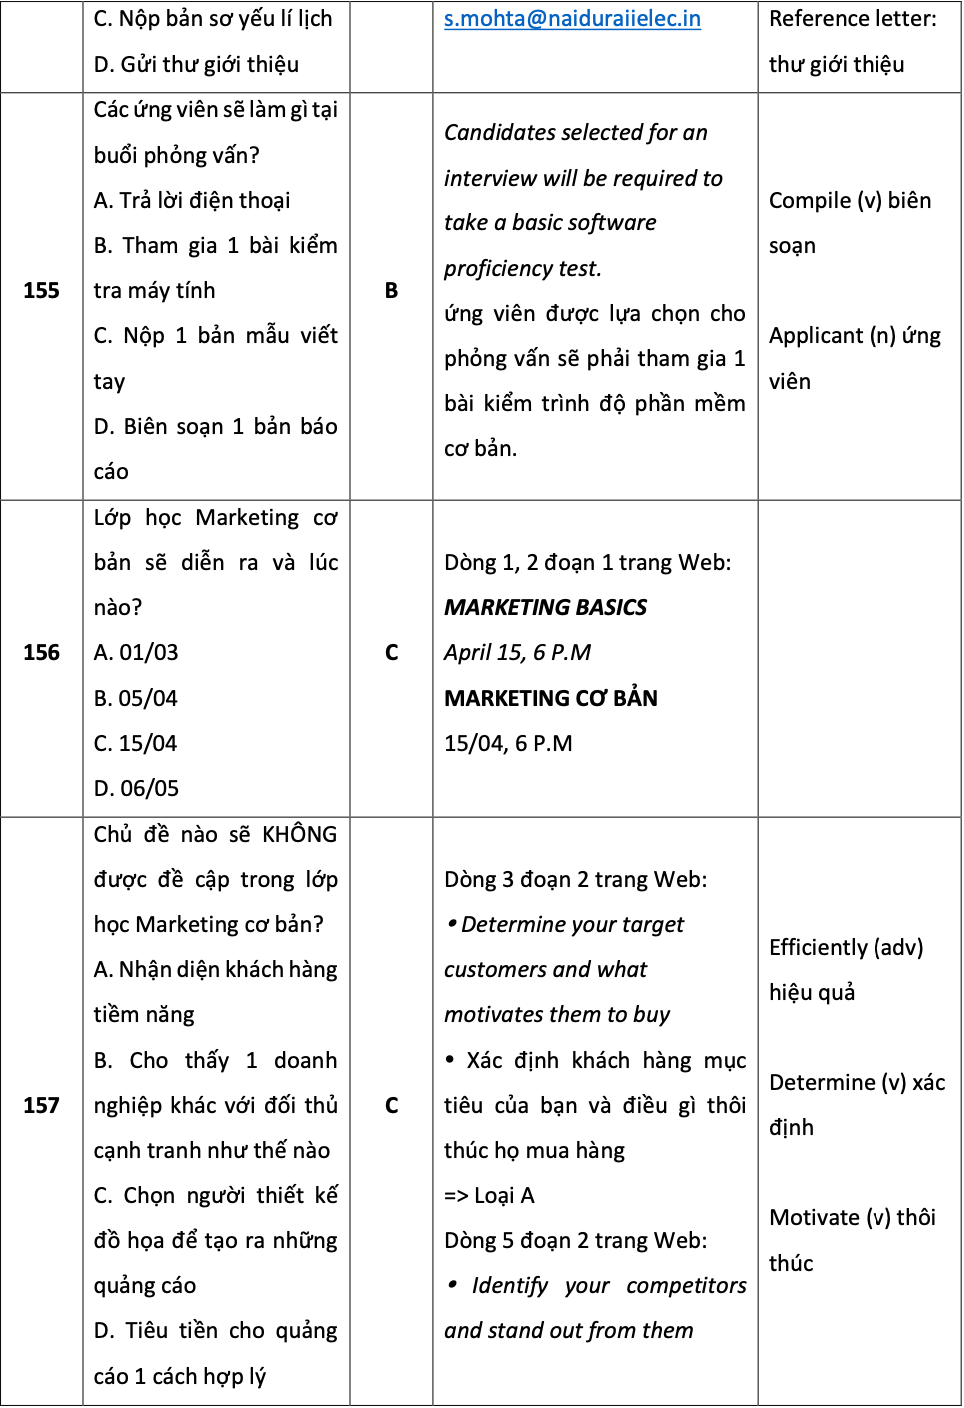 C. Nộp bản sơ yếu lí lịch
D. Gửi thư giới thiệu
s.mohta@naiduraiielec.in
Reference letter:
thư giới thiệu
155
Các ứng viên sẽ làm gì tại
buổi phỏng vấn?
A. Trả lời điện thoại
B. Tham gia 1 bài kiểm
tra máy tính
C. Nộp 1 bản mẫu viết
tay
D. Biên soạn 1 bản báo
cáo
B
Candidates selected for an
interview will be required to
take a basic software
proficiency test.
ứng viên được lựa chọn cho
phỏng vấn sẽ phải tham gia 1
bài kiểm trình độ phần mềm
cơ bản.
Compile (v) biên
soạn
Applicant (n) ứng
viên
156
Lớp học Marketing cơ
bản sẽ diễn ra và lúc
nào?
A. 01/03
B. 05/04
C. 15/04
D. 06/05
C
Dòng 1, 2 đoạn 1 trang Web:
MARKETING BASICS
April 15, 6 P.M
MARKETING CƠ BẢN
15/04, 6 P.M
157
Chủ đề nào sẽ KHÔNG
được đề cập trong lớp
học Marketing cơ bản?
A. Nhận diện khách hàng
tiềm năng
B. Cho thấy 1 doanh
nghiệp khác với đối thủ
cạnh tranh như thế nào
C. Chọn người thiết kế
đồ họa để tạo ra những
quảng cáo
D. Tiêu tiền cho quảng
cáo 1 cách hợp lý
C
Dòng 3 đoạn 2 trang Web:
• Determine your target
customers and what
motivates them to buy
• Xác định khách hàng mục
tiêu của bạn và điều gì thôi
thúc họ mua hàng
=> Loại A
Dòng 5 đoạn 2 trang Web:
• Identify your competitors
and stand out from them
Efficiently (adv)
hiệu quả
Determine (v) xác
định
Motivate (v) thôi
thúc